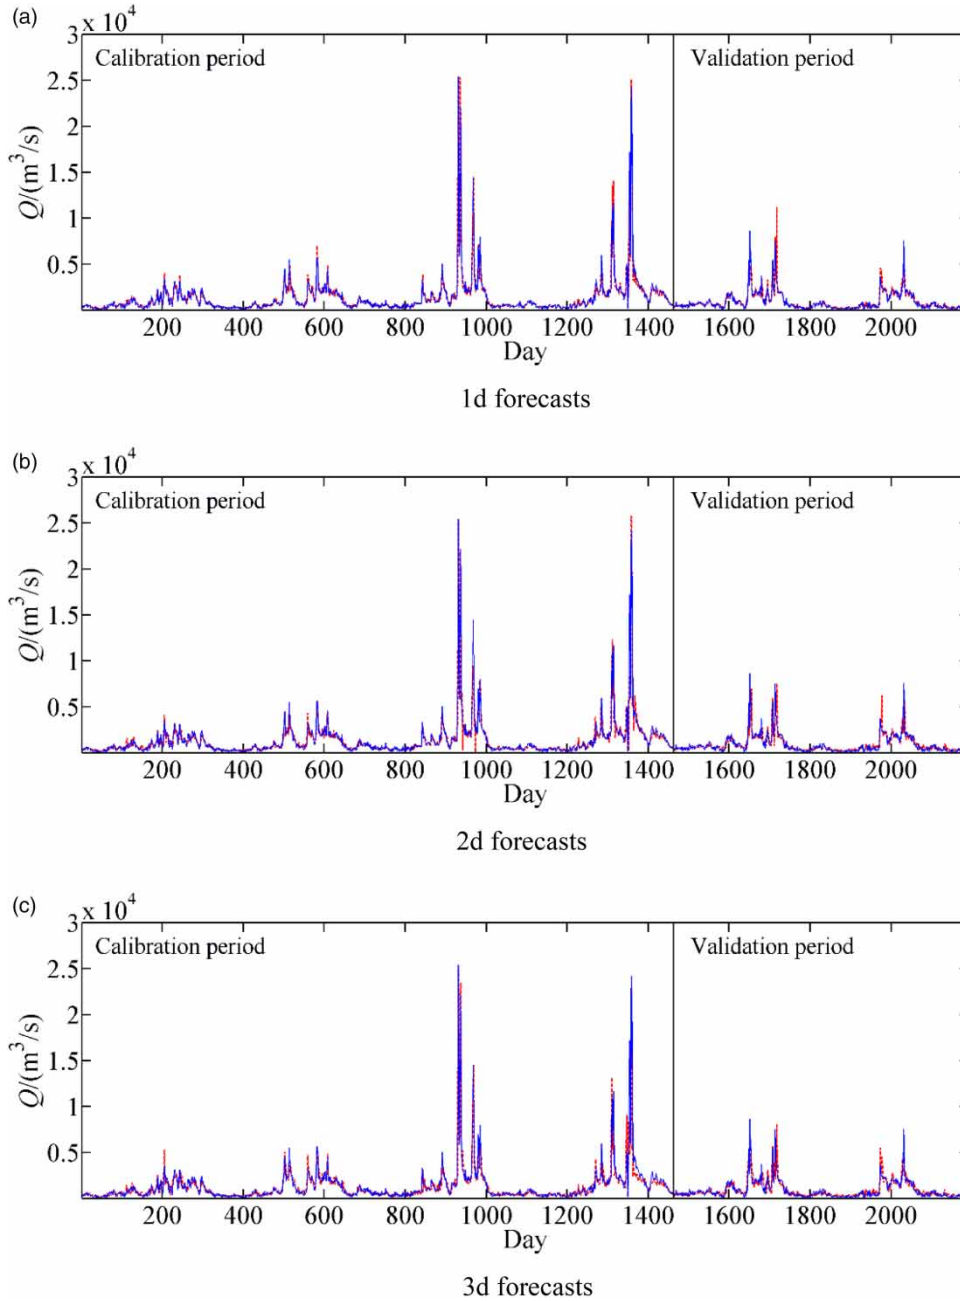 (a)
3 x 10^4
Calibration period
Validation period
2.5
2
1.5
1
0.5
Q/(m^3/s)
200 400 600 800 1000 1200 1400 1600 1800 2000
Day
1d forecasts
(b)
3 x 10^4
Calibration period
Validation period
2.5
2
1.5
1
0.5
Q/(m^3/s)
200 400 600 800 1000 1200 1400 1600 1800 2000
Day
2d forecasts
(c)
3 x 10^4
Calibration period
Validation period
2.5
2
1.5
1
0.5
Q/(m^3/s)
200 400 600 800 1000 1200 1400 1600 1800 2000
Day
3d forecasts